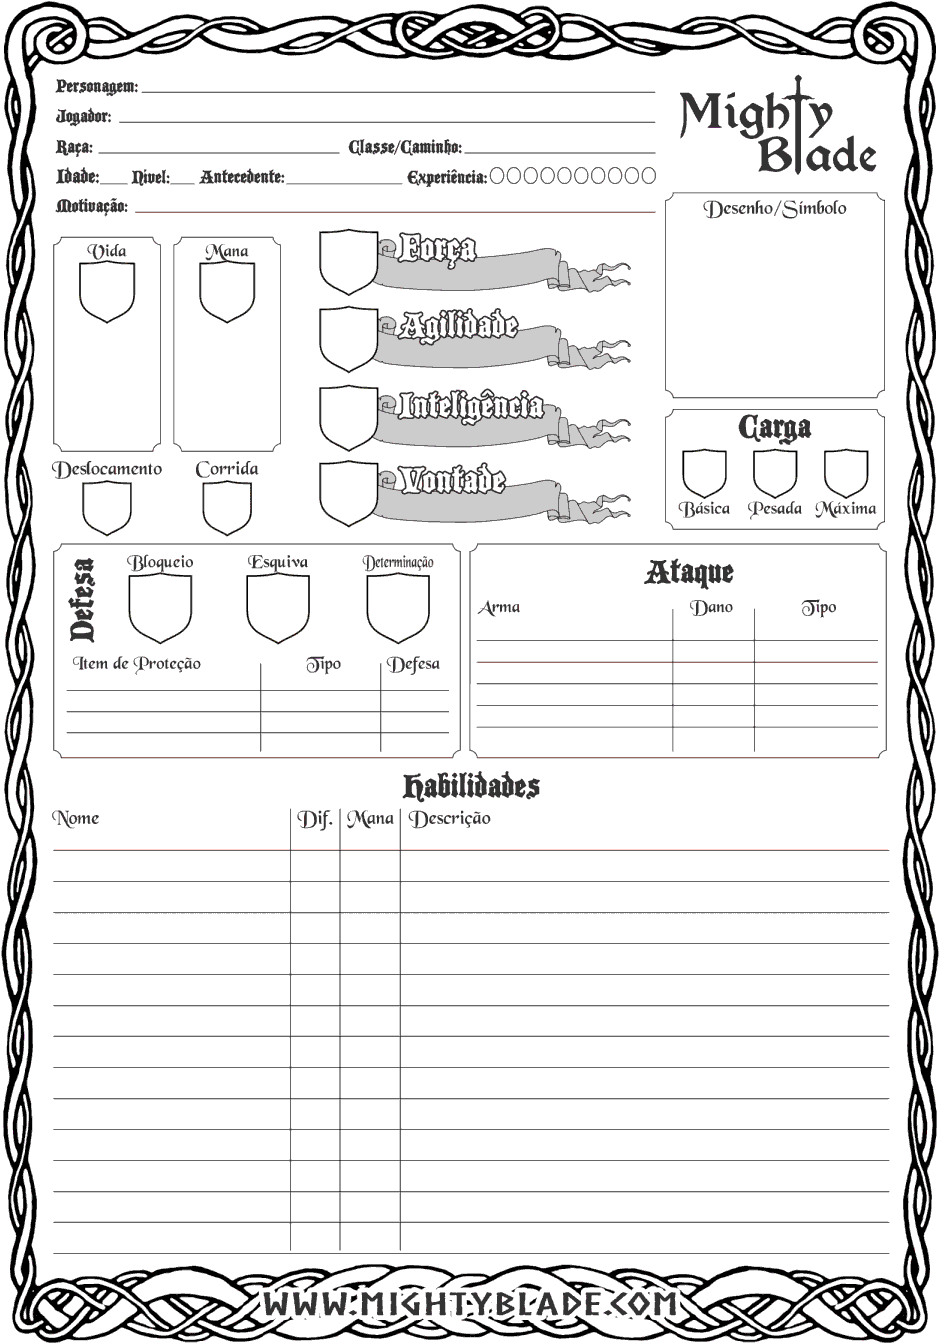 Personagem:
Jogador:
Raça: Classe/Caminho:
Idade: Nível: Antecedente: Experiência:
Motivação:
Mighty
Blade
Desenho/Símbolo
Vida Mana
Força
Agilidade
Inteligência
Vontade
Deslocamento Corrida
Carga
Básica Pesada Máxima
Defesa
Bloqueio Esquiva Determinação
Item de Proteção Tipo Defesa
Ataque
Arma Dano Tipo
Habilidades
Nome Dif. Mana Descrição
WWW.MIGHTYBLADE.COM